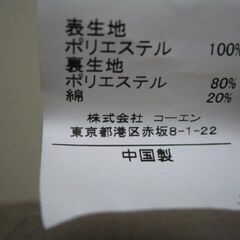 表生地
ポリエステル 100%
裏生地
ポリエステル 80%
綿 20%
株式会社 コーエン
東京都港区赤坂8-1-22
中国製